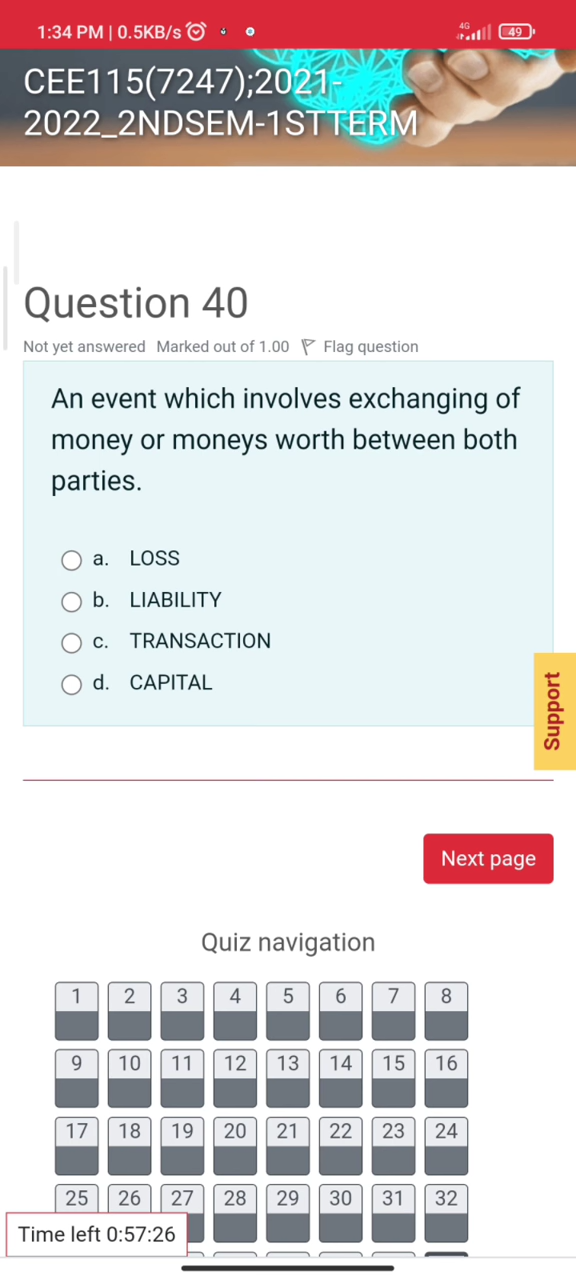 1:34 PM | 0.5KB/s
4G
49
CEE115(7247);2021-
2022_2NDSEM-1STTERM
Question 40
Not yet answered Marked out of 1.00 Flag question
An event which involves exchanging of
money or moneys worth between both
parties.
a. LOSS
b. LIABILITY
c. TRANSACTION
d. CAPITAL
Support
Next page
Quiz navigation
1 2 3 4 5 6 7 8
9 10 11 12 13 14 15 16
17 18 19 20 21 22 23 24
25 26 27 28 29 30 31 32
Time left 0:57:26